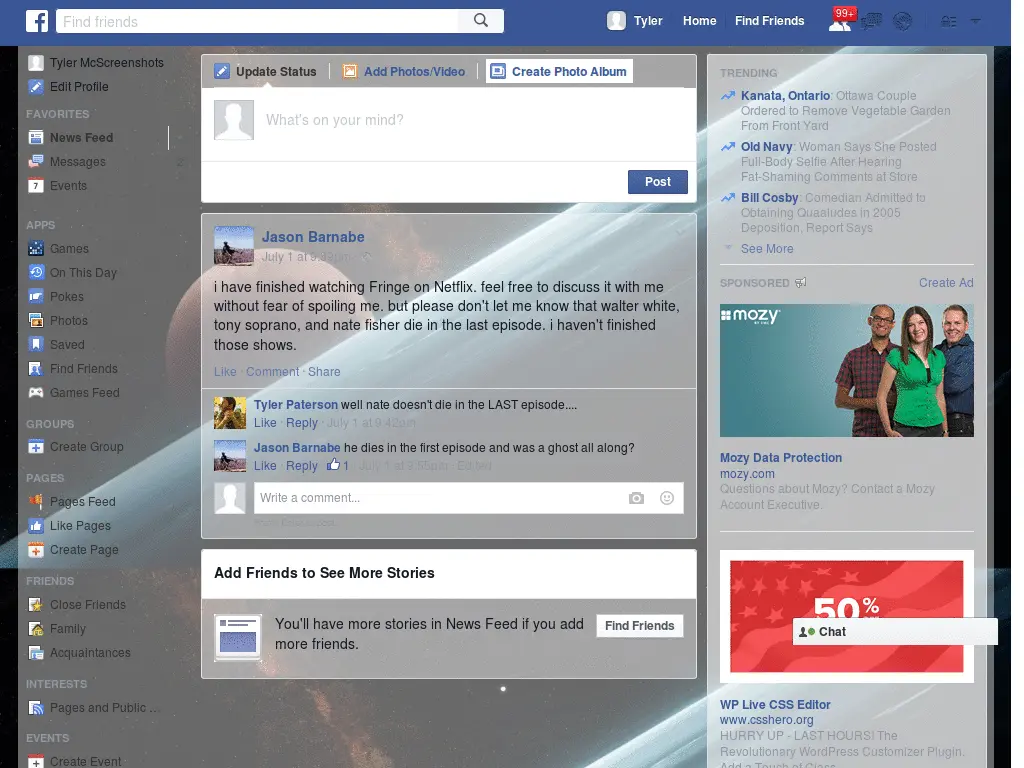 Find friends
Tyler
Home
Find Friends
99+
Tyler McScreenshots
Edit Profile
FAVORITES
News Feed
Messages
2
Events
7
APPS
Games
On This Day
Pokes
Photos
Saved
Find Friends
Games Feed
GROUPS
Create Group
PAGES
Pages Feed
Like Pages
Create Page
FRIENDS
Close Friends
Family
Acquaintances
INTERESTS
Pages and Public ...
EVENTS
Create Event
Update Status
Add Photos/Video
Create Photo Album
What's on your mind?
Post
Jason Barnabe
July 1 at 9:33pm
i have finished watching Fringe on Netflix. feel free to discuss it with me
without fear of spoiling me. but please don't let me know that walter white,
tony soprano, and nate fisher die in the last episode. i haven't finished
those shows.
Like · Comment · Share
Tyler Paterson well nate doesn't die in the LAST episode....
Like · Reply · July 1 at 9:42pm
Jason Barnabe he dies in the first episode and was a ghost all along?
Like · Reply · 1 · July 1 at 9:55pm · Edited
Write a comment...
Add Friends to See More Stories
You'll have more stories in News Feed if you add
more friends.
Find Friends
TRENDING
Kanata, Ontario: Ottawa Couple
Ordered to Remove Vegetable Garden
From Front Yard
Old Navy: Woman Says She Posted
Full-Body Selfie After Hearing
Fat-Shaming Comments at Store
Bill Cosby: Comedian Admitted to
Obtaining Quaaludes in 2005
Deposition, Report Says
See More
SPONSORED
Create Ad
mozy
Mozy Data Protection
mozy.com
Questions about Mozy? Contact a Mozy
Account Executive.
50%
Chat
WP Live CSS Editor
www.csshero.org
HURRY UP - LAST HOURS! The
Revolutionary WordPress Customizer Plugin.
Add a Touch of Class